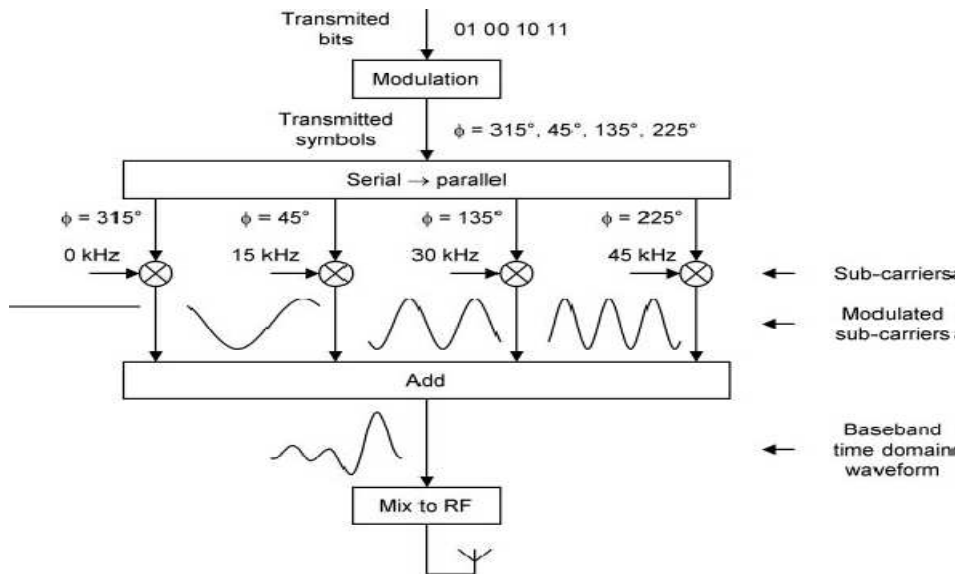 Transmited
bits
01 00 10 11
Modulation
Transmitted
symbols
ϕ = 315°, 45°, 135°, 225°
Serial → parallel
ϕ = 315°
ϕ = 45°
ϕ = 135°
ϕ = 225°
0 kHz
15 kHz
30 kHz
45 kHz
Sub-carriers
Modulated
sub-carriers
Add
Baseband
time domain
waveform
Mix to RF